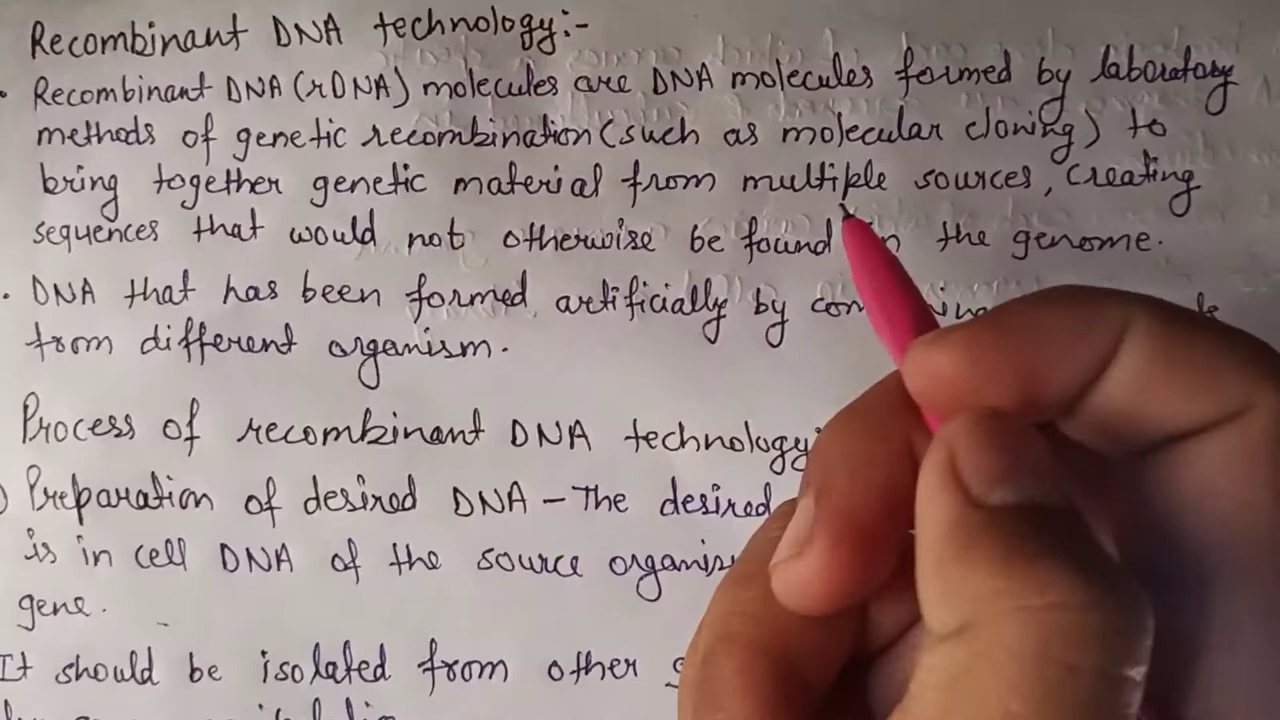 Recombinant DNA technology:-
• Recombinant DNA (rDNA) molecules are DNA molecules formed by laboratory
methods of genetic recombination (such as molecular cloning) to
bring together genetic material from multiple sources, creating
sequences that would not otherwise be found in the genome.
• DNA that has been formed artificially by
from different organism.
Process of recombinant DNA technology
) Preparation of desired DNA - The desired
is in cell DNA of the source
gene.
It should be isolated from other